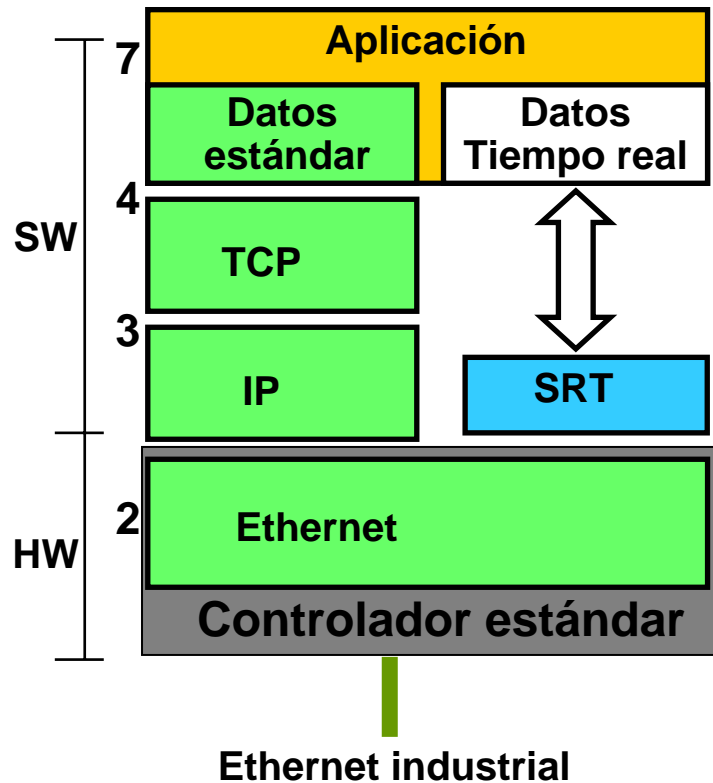 Aplicación
7
Datos
estándar
Datos
Tiempo real
4
SW
TCP
3
IP
SRT
2
Ethernet
HW
Controlador estándar
Ethernet industrial